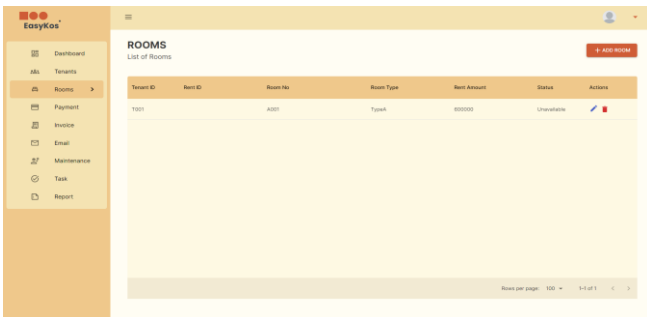 EasyKos
Dashboard
Tenants
Rooms
Payment
Invoice
Email
Maintenance
Task
Report
ROOMS
List of Rooms
+ ADD ROOM
Tenant ID Rent ID Room No Room Type Rent Amount Status Actions
T001 A001 TypeA 600000 Unavailable
Rows per page: 100 1–1 of 1